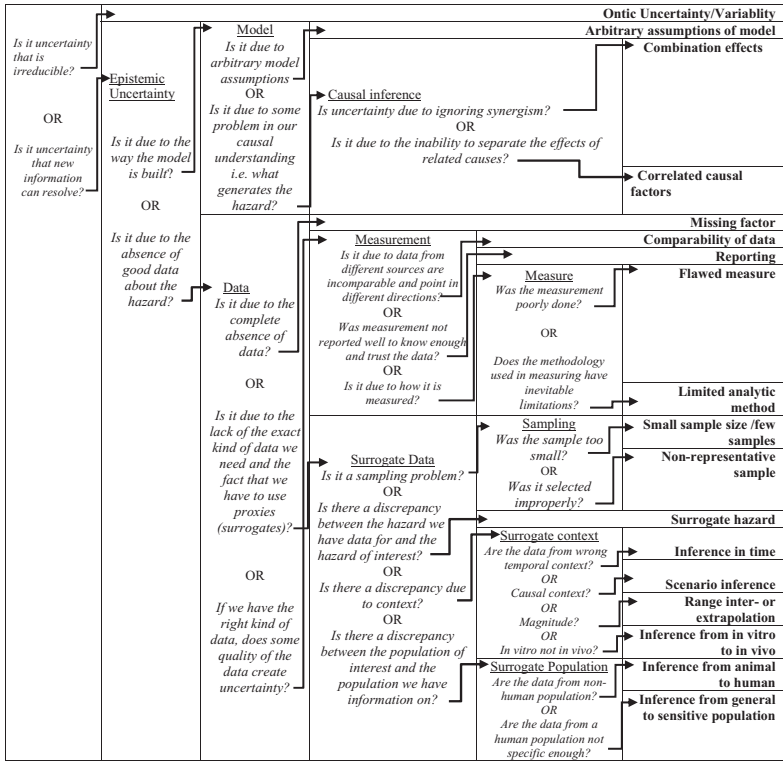 Is it uncertainty
that is
irreducible?
OR
Is it uncertainty
that new
information
can resolve?
Epistemic
Uncertainty
Is it due to the
way the model
is built?
OR
Is it due to the
absence of
good data
about the
hazard?
Model
Is it due to
arbitrary model
assumptions
OR
Is it due to some
problem in our
causal
understanding
i.e. what
generates the
hazard?
Data
Is it due to the
complete
absence of
data?
OR
Is it due to the
lack of the exact
kind of data we
need and the
fact that we
have to use
proxies
(surrogates)?
OR
If we have the
right kind of
data, does some
quality of the
data create
uncertainty?
Causal inference
Is uncertainty due to ignoring synergism?
OR
Is it due to the inability to separate the effects of
related causes?
Measurement
Is it due to data from
different sources are
incomparable and point in
different directions?
OR
Was measurement not
reported well to know enough
and trust the data?
OR
Is it due to how it is
measured?
Surrogate Data
Is it a sampling problem?
OR
Is there a discrepancy
between the hazard we
have data for and the
hazard of interest?
OR
Is there a discrepancy due
to context?
OR
Is there a discrepancy
between the population of
interest and the
population we have
information on?
Measure
Was the measurement
poorly done?
OR
Does the methodology
used in measuring have
inevitable
limitations?
Sampling
Was the sample too
small?
OR
Was it selected
improperly?
Surrogate context
Are the data from wrong
temporal context?
OR
Causal context?
OR
Magnitude?
OR
In vitro not in vivo?
Surrogate Population
Are the data from non-
human population?
OR
Are the data from a
human population not
specific enough?
Ontic Uncertainty/Variablity
Arbitrary assumptions of model
Combination effects
Correlated causal
factors
Missing factor
Comparability of data
Reporting
Flawed measure
Limited analytic
method
Small sample size /few
samples
Non-representative
sample
Surrogate hazard
Inference in time
Scenario inference
Range inter- or
extrapolation
Inference from in vitro
to in vivo
Inference from animal
to human
Inference from general
to sensitive population